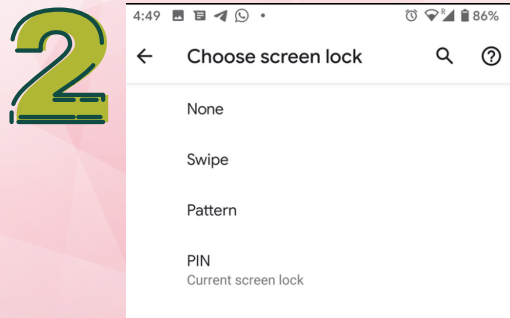 2
4:49
R
86%
Choose screen lock
None
Swipe
Pattern
PIN
Current screen lock